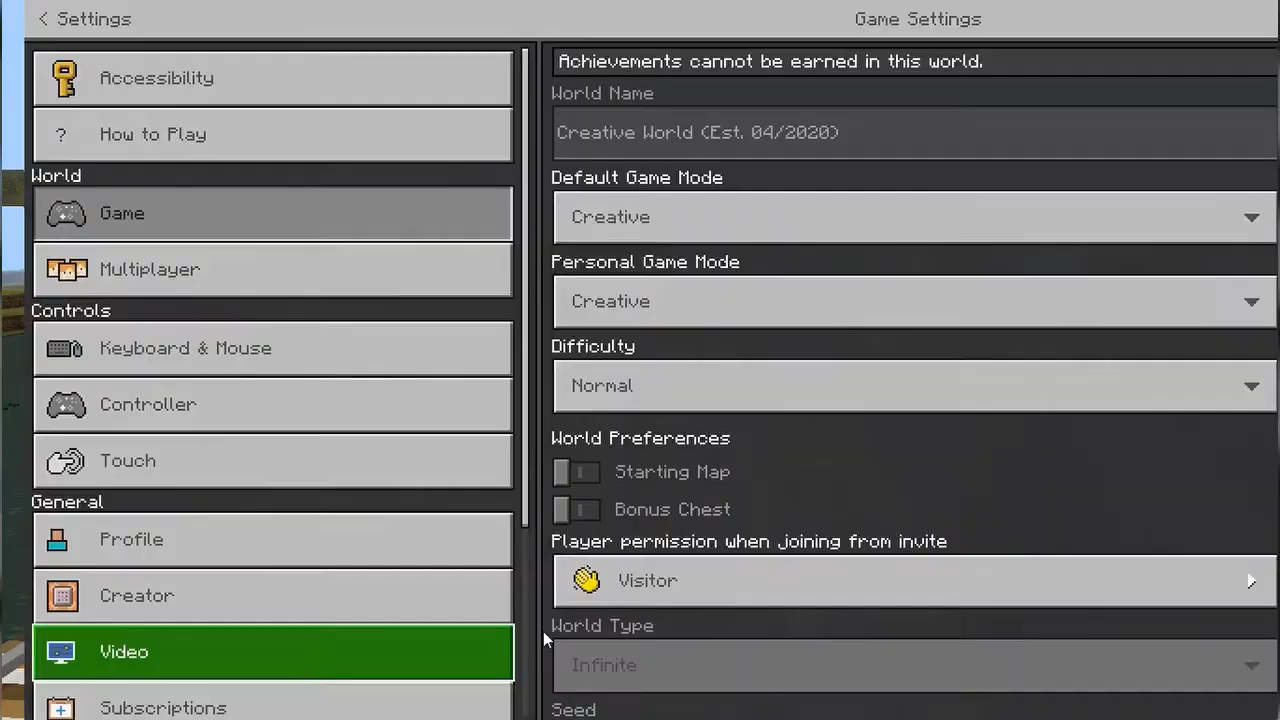 Settings
Game Settings
Accessibility
How to Play
World
Game
Multiplayer
Controls
Keyboard & Mouse
Controller
Touch
General
Profile
Creator
Video
Subscriptions
Achievements cannot be earned in this world.
World Name
Creative World (Est. 04/2020)
Default Game Mode
Creative
Personal Game Mode
Creative
Difficulty
Normal
World Preferences
Starting Map
Bonus Chest
Player permission when joining from invite
Visitor
World Type
Infinite
Seed